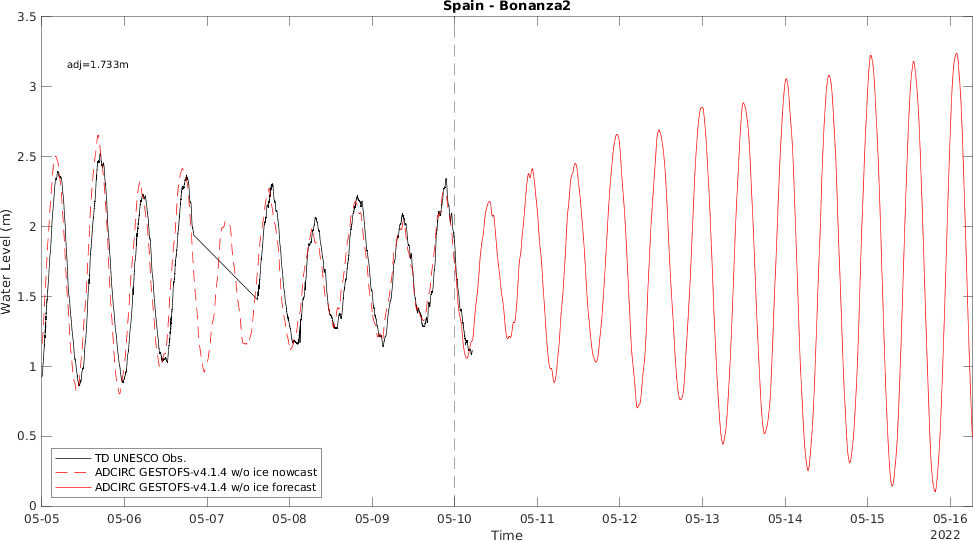 Spain - Bonanza2
adj=1.733m
Water Level (m)
3.5
3
2.5
2
1.5
1
0.5
0
TD UNESCO Obs.
ADCIRC GESTOFS-v4.1.4 w/o ice nowcast
ADCIRC GESTOFS-v4.1.4 w/o ice forecast
05-05 05-06 05-07 05-08 05-09 05-10 05-11 05-12 05-13 05-14 05-15 05-16
2022
Time